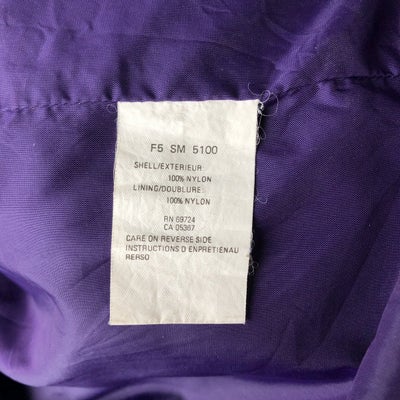 F5 SM 5100
SHELL/EXTERIEUR
100% NYLON
LINING/DOUBLURE
100% NYLON
RN 69724
CA 05367
CARE ON REVERSE SIDE
INSTRUCTIONS D ENPRETIENAU
RERSO